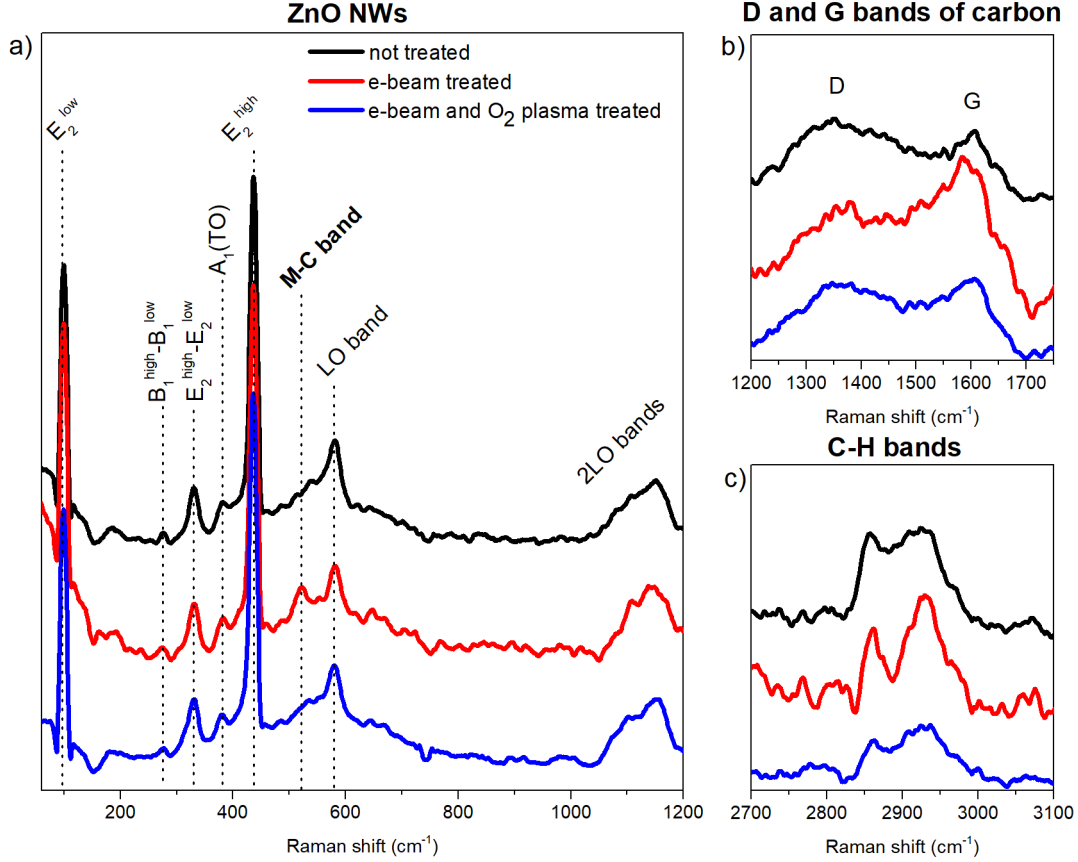 ZnO NWs
a)
not treated
e-beam treated
e-beam and O2 plasma treated
E2low
B1high-B1low
E2high-E2low
A1(TO)
E2high
M-C band
LO band
2LO bands
200
400
600
800
1000
1200
Raman shift (cm-1)
D and G bands of carbon
b)
D
G
1200 1300 1400 1500 1600 1700
Raman shift (cm-1)
C-H bands
c)
2700
2800
2900
3000
3100
Raman shift (cm-1)